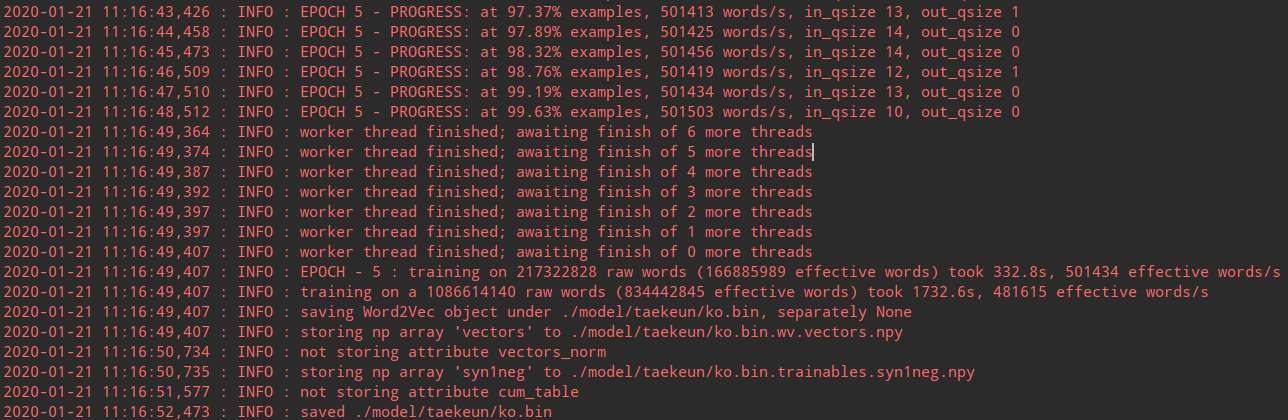 2020-01-21 11:16:43,426 : INFO : EPOCH 5 - PROGRESS: at 97.37% examples, 501413 words/s, in_qsize 13, out_qsize 1
2020-01-21 11:16:44,458 : INFO : EPOCH 5 - PROGRESS: at 97.89% examples, 501425 words/s, in_qsize 14, out_qsize 0
2020-01-21 11:16:45,473 : INFO : EPOCH 5 - PROGRESS: at 98.32% examples, 501456 words/s, in_qsize 14, out_qsize 0
2020-01-21 11:16:46,509 : INFO : EPOCH 5 - PROGRESS: at 98.76% examples, 501419 words/s, in_qsize 12, out_qsize 1
2020-01-21 11:16:47,510 : INFO : EPOCH 5 - PROGRESS: at 99.19% examples, 501434 words/s, in_qsize 13, out_qsize 0
2020-01-21 11:16:48,512 : INFO : EPOCH 5 - PROGRESS: at 99.63% examples, 501503 words/s, in_qsize 10, out_qsize 0
2020-01-21 11:16:49,364 : INFO : worker thread finished; awaiting finish of 6 more threads
2020-01-21 11:16:49,374 : INFO : worker thread finished; awaiting finish of 5 more threads
2020-01-21 11:16:49,387 : INFO : worker thread finished; awaiting finish of 4 more threads
2020-01-21 11:16:49,392 : INFO : worker thread finished; awaiting finish of 3 more threads
2020-01-21 11:16:49,397 : INFO : worker thread finished; awaiting finish of 2 more threads
2020-01-21 11:16:49,397 : INFO : worker thread finished; awaiting finish of 1 more threads
2020-01-21 11:16:49,407 : INFO : worker thread finished; awaiting finish of 0 more threads
2020-01-21 11:16:49,407 : INFO : EPOCH - 5 : training on 217322828 raw words (166885989 effective words) took 332.8s, 501434 effective words/s
2020-01-21 11:16:49,407 : INFO : training on a 1086614140 raw words (834442845 effective words) took 1732.6s, 481615 effective words/s
2020-01-21 11:16:49,407 : INFO : saving Word2Vec object under ./model/taekeun/ko.bin, separately None
2020-01-21 11:16:49,407 : INFO : storing np array 'vectors' to ./model/taekeun/ko.bin.wv.vectors.npy
2020-01-21 11:16:50,734 : INFO : not storing attribute vectors_norm
2020-01-21 11:16:50,735 : INFO : storing np array 'syn1neg' to ./model/taekeun/ko.bin.trainables.syn1neg.npy
2020-01-21 11:16:51,577 : INFO : not storing attribute cum_table
2020-01-21 11:16:52,473 : INFO : saved ./model/taekeun/ko.bin